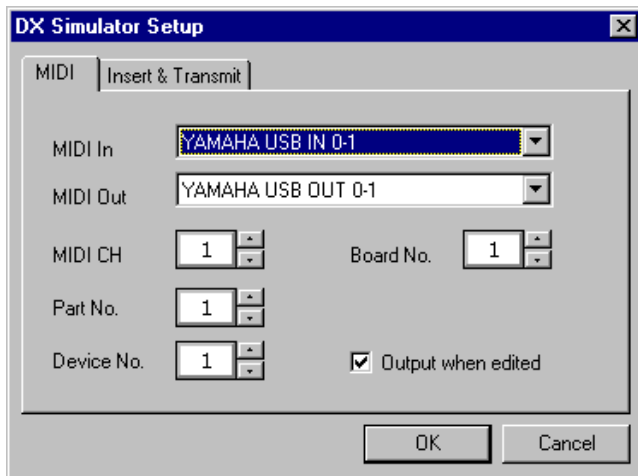 DX Simulator Setup
MIDI
Insert & Transmit
MIDI In YAMAHA USB IN 0-1
MIDI Out YAMAHA USB OUT 0-1
MIDI CH 1 Board No. 1
Part No. 1
Device No. 1 Output when edited
OK Cancel